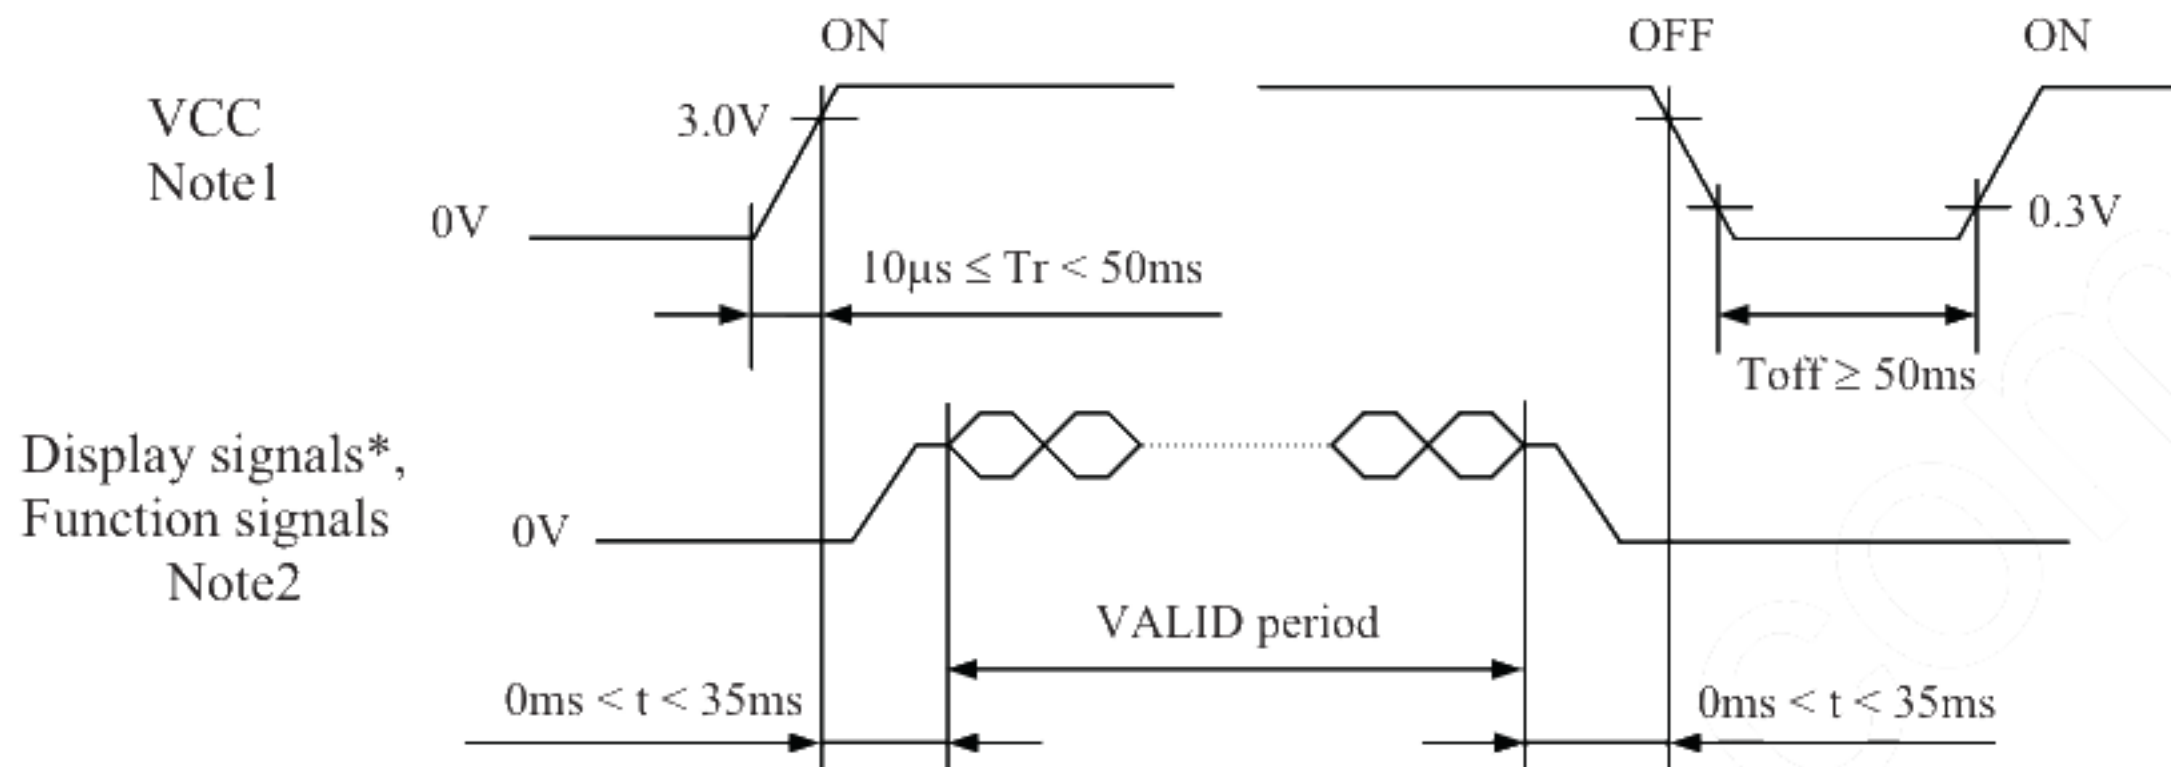 ON
OFF
ON
VCC
3.0V
Note1
0V
0.3V
10μs ≤ Tr < 50ms
Toff ≥ 50ms
Display signals*,
Function signals
0V
Note2
VALID period
0ms < t < 35ms
0ms < t < 35ms
com